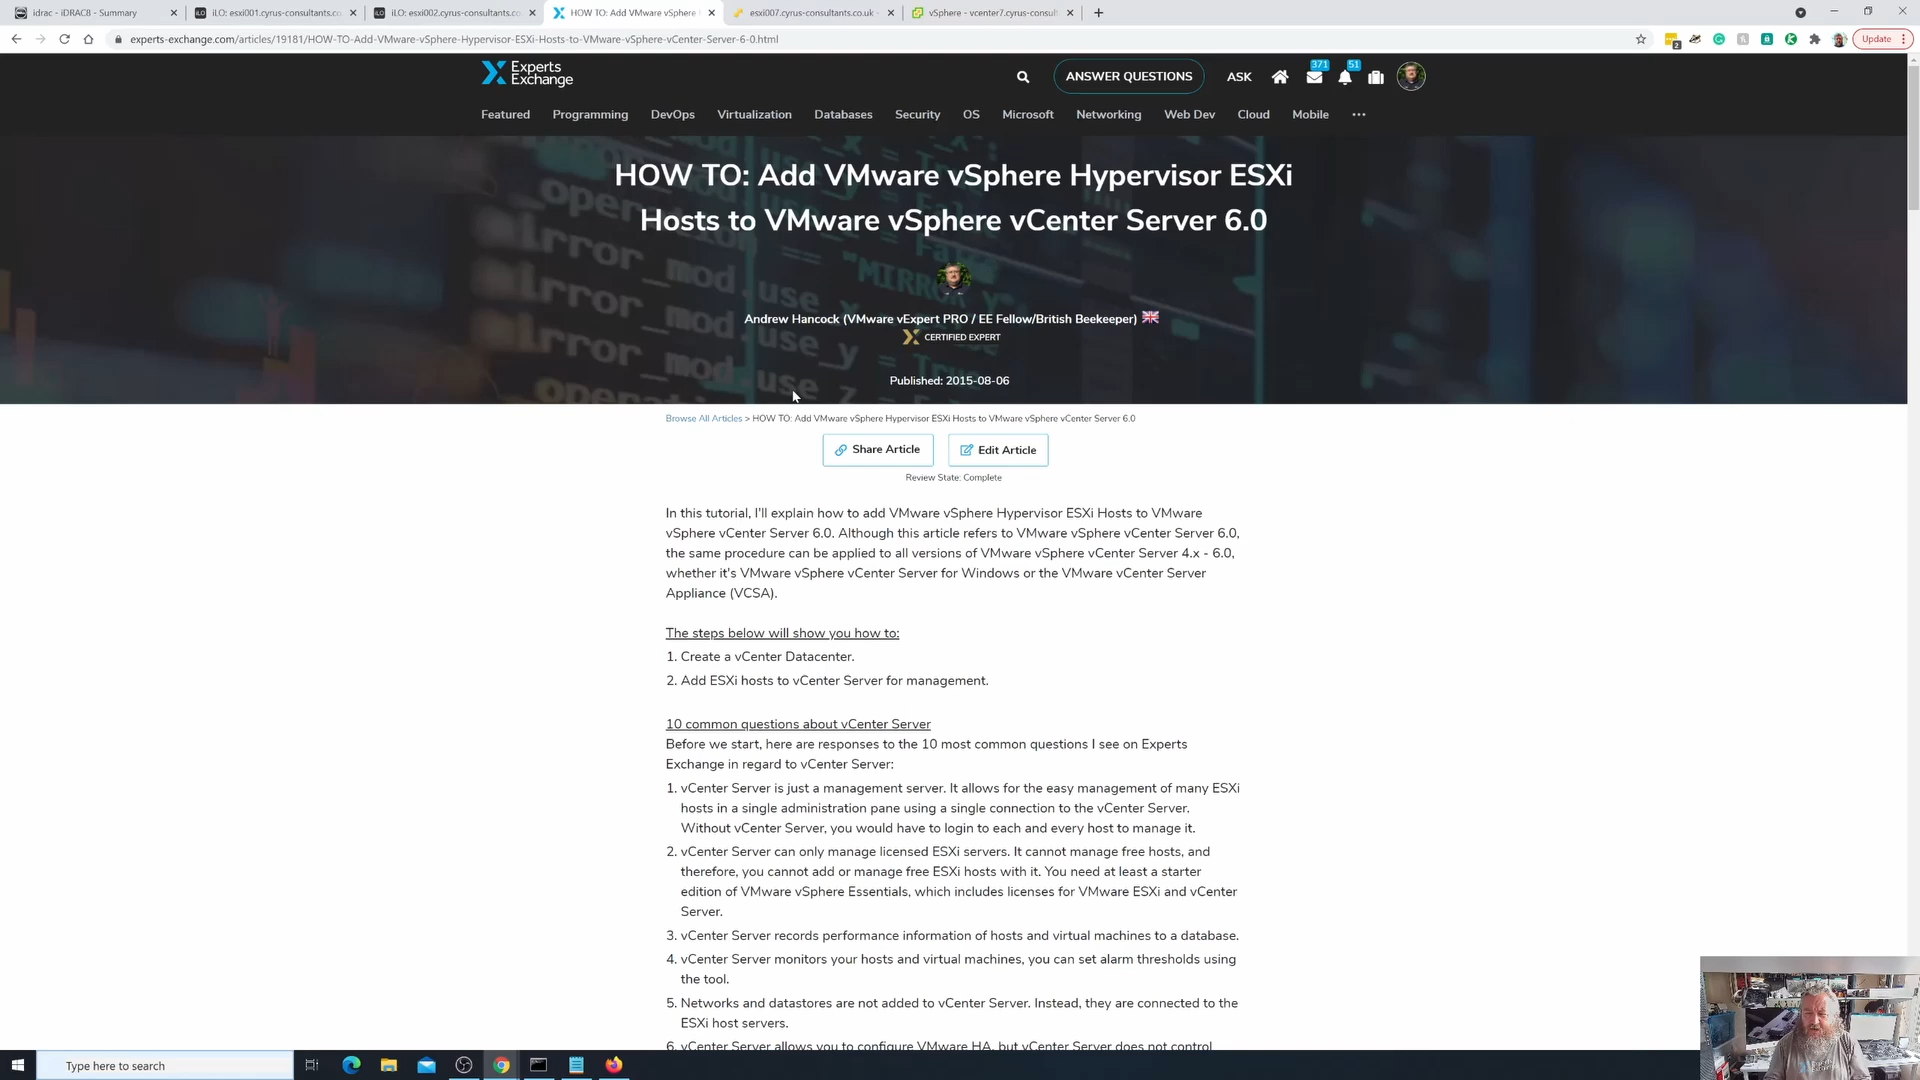 idrac - iDRAC8 - Summary
iLO: esxi001.cyrus-consultants.co
iLO: esxi002.cyrus-consultants.co
HOW TO: Add VMware vSphere
esxi007.cyrus-consultants.co.uk -
vSphere - vcenter7.cyrus-consult
experts-exchange.com/articles/19181/HOW-TO-Add-VMware-vSphere-Hypervisor-ESXi-Hosts-to-VMware-vSphere-vCenter-Server-6-0.html
2
Update
Experts
Exchange
ANSWER QUESTIONS
ASK
371
51
Featured Programming DevOps Virtualization Databases Security OS Microsoft Networking Web Dev Cloud Mobile
HOW TO: Add VMware vSphere Hypervisor ESXi
Hosts to VMware vSphere vCenter Server 6.0
Andrew Hancock (VMware vExpert PRO / EE Fellow/British Beekeeper)
CERTIFIED EXPERT
Published: 2015-08-06
Browse All Articles > HOW TO: Add VMware vSphere Hypervisor ESXi Hosts to VMware vSphere vCenter Server 6.0
Share Article
Edit Article
Review State: Complete
In this tutorial, I'll explain how to add VMware vSphere Hypervisor ESXi Hosts to VMware
vSphere vCenter Server 6.0. Although this article refers to VMware vSphere vCenter Server 6.0,
the same procedure can be applied to all versions of VMware vSphere vCenter Server 4.x - 6.0,
whether it's VMware vSphere vCenter Server for Windows or the VMware vCenter Server
Appliance (VCSA).
The steps below will show you how to:
1. Create a vCenter Datacenter.
2. Add ESXi hosts to vCenter Server for management.
10 common questions about vCenter Server
Before we start, here are responses to the 10 most common questions I see on Experts
Exchange in regard to vCenter Server:
1. vCenter Server is just a management server. It allows for the easy management of many ESXi
hosts in a single administration pane using a single connection to the vCenter Server.
Without vCenter Server, you would have to login to each and every host to manage it.
2. vCenter Server can only manage licensed ESXi servers. It cannot manage free hosts, and
therefore, you cannot add or manage free ESXi hosts with it. You need at least a starter
edition of VMware vSphere Essentials, which includes licenses for VMware ESXi and vCenter
Server.
3. vCenter Server records performance information of hosts and virtual machines to a database.
4. vCenter Server monitors your hosts and virtual machines, you can set alarm thresholds using
the tool.
5. Networks and datastores are not added to vCenter Server. Instead, they are connected to the
ESXi host servers.
6. vCenter Server allows you to configure VMware HA, but vCenter Server does not control
Type here to search